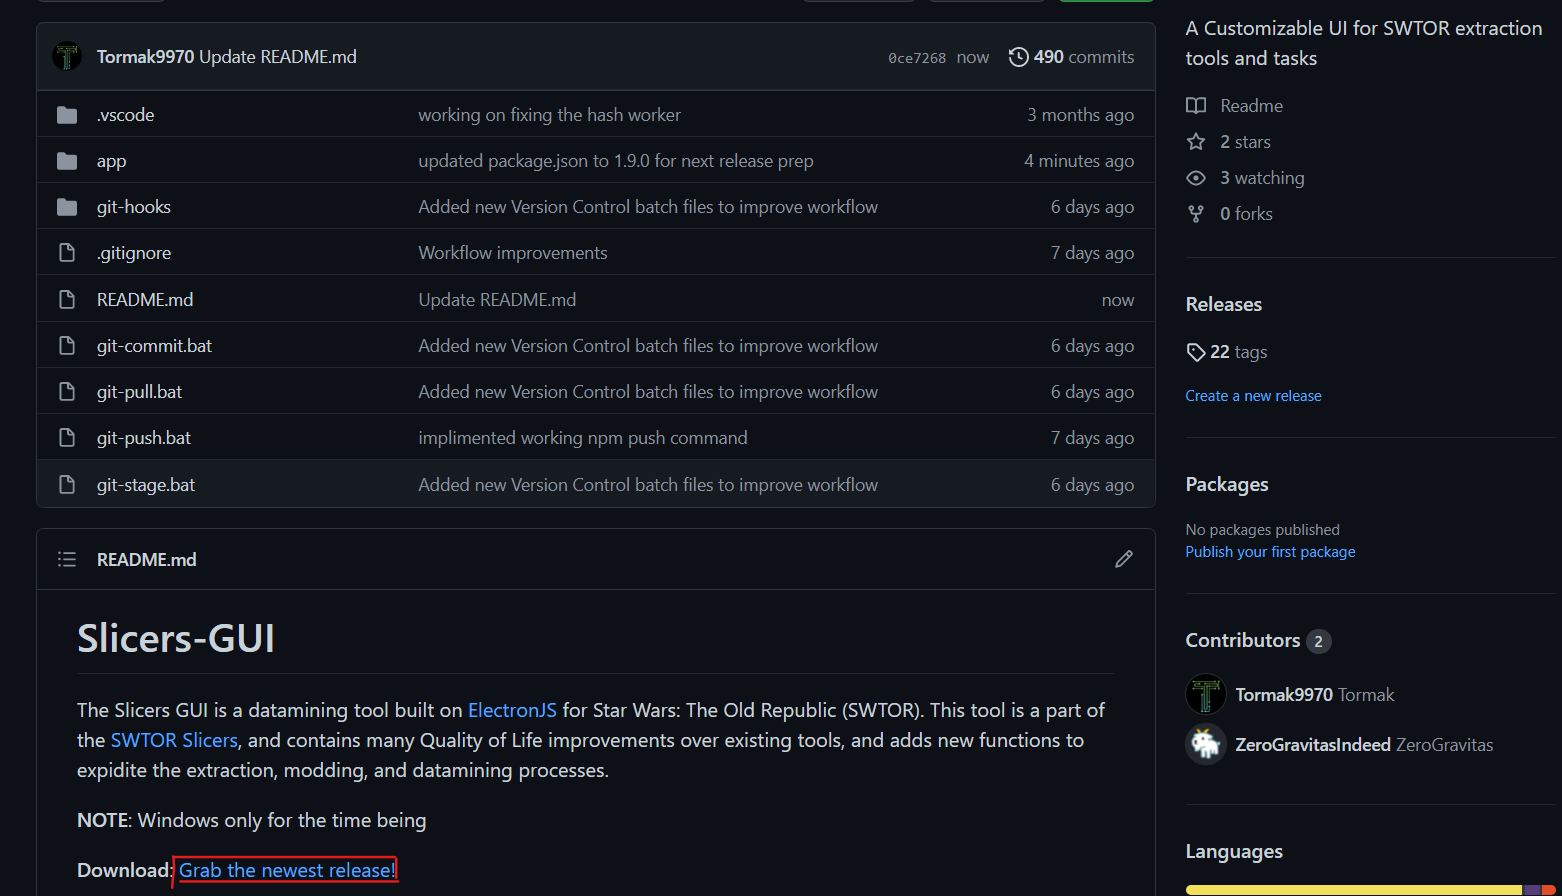 Tormak9970 Update README.md 0ce7268 now 490 commits
.vscode working on fixing the hash worker 3 months ago
app updated package.json to 1.9.0 for next release prep 4 minutes ago
git-hooks Added new Version Control batch files to improve workflow 6 days ago
.gitignore Workflow improvements 7 days ago
README.md Update README.md now
git-commit.bat Added new Version Control batch files to improve workflow 6 days ago
git-pull.bat Added new Version Control batch files to improve workflow 6 days ago
git-push.bat implimented working npm push command 7 days ago
git-stage.bat Added new Version Control batch files to improve workflow 6 days ago
README.md
Slicers-GUI
The Slicers GUI is a datamining tool built on ElectronJS for Star Wars: The Old Republic (SWTOR). This tool is a part of
the SWTOR Slicers, and contains many Quality of Life improvements over existing tools, and adds new functions to
expidite the extraction, modding, and datamining processes.
NOTE: Windows only for the time being
Download: Grab the newest release!
A Customizable UI for SWTOR extraction
tools and tasks
Readme
2 stars
3 watching
0 forks
Releases
22 tags
Create a new release
Packages
No packages published
Publish your first package
Contributors 2
Tormak9970 Tormak
ZeroGravitasIndeed ZeroGravitas
Languages